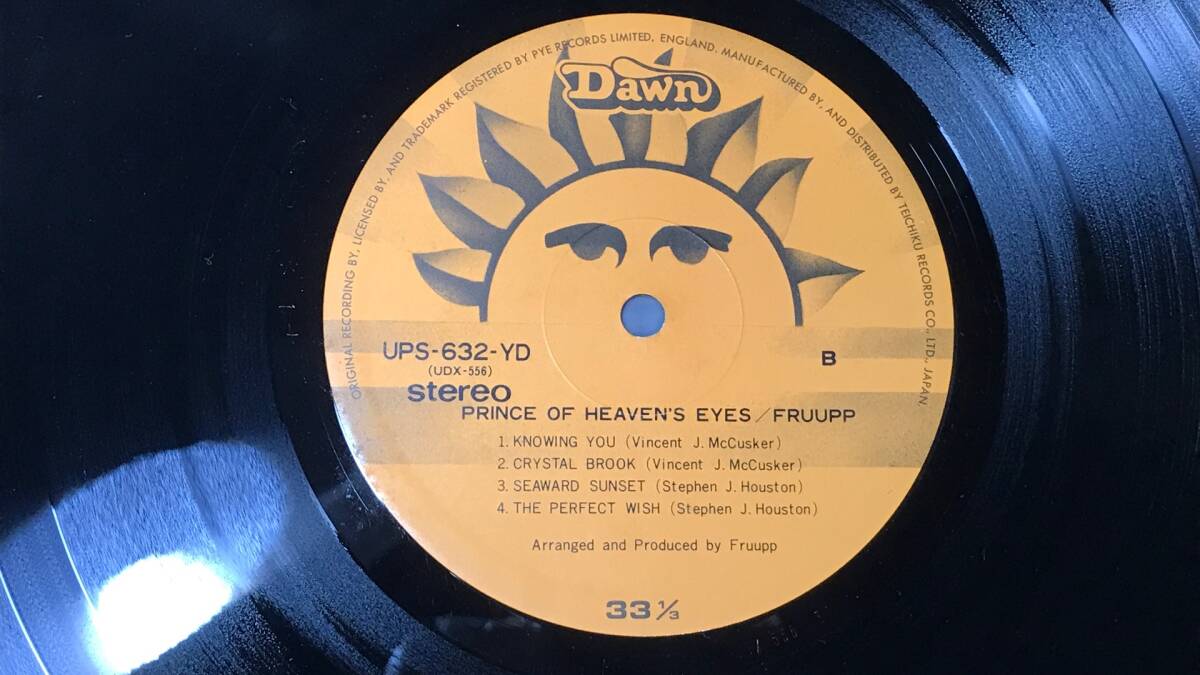 ORIGINAL RECORDING BY, LICENSED BY, AND TRADEMARK REGISTERED BY PYE RECORDS LIMITED, ENGLAND. MANUFACTURED BY, AND DISTRIBUTED BY TEICHIKU RECORDS CO., LTD., JAPAN.
Dawn
UPS-632-YD
(UDX-556)
stereo
B
PRINCE OF HEAVEN'S EYES／FRUUPP
1. KNOWING YOU (Vincent J. McCusker)
2. CRYSTAL BROOK (Vincent J. McCusker)
3. SEAWARD SUNSET (Stephen J. Houston)
4. THE PERFECT WISH (Stephen J. Houston)
Arranged and Produced by Fruupp
33 1/3